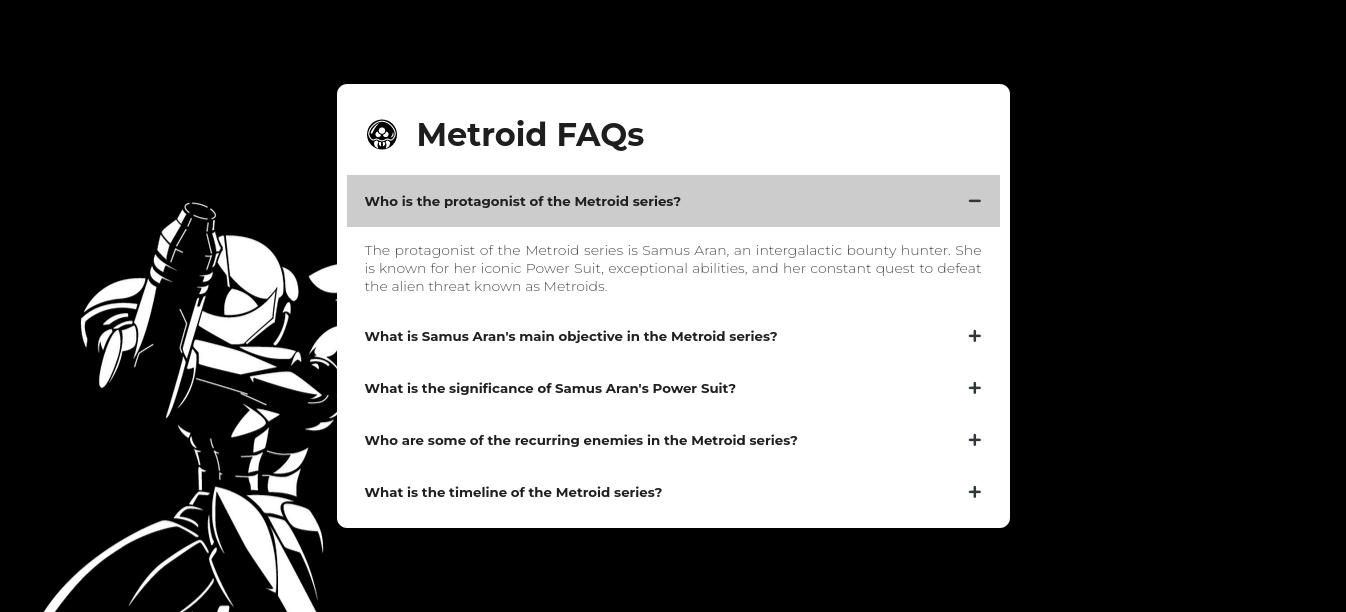 Metroid FAQs
Who is the protagonist of the Metroid series?
The protagonist of the Metroid series is Samus Aran, an intergalactic bounty hunter. She
is known for her iconic Power Suit, exceptional abilities, and her constant quest to defeat
the alien threat known as Metroids.
What is Samus Aran's main objective in the Metroid series?
What is the significance of Samus Aran's Power Suit?
Who are some of the recurring enemies in the Metroid series?
What is the timeline of the Metroid series?